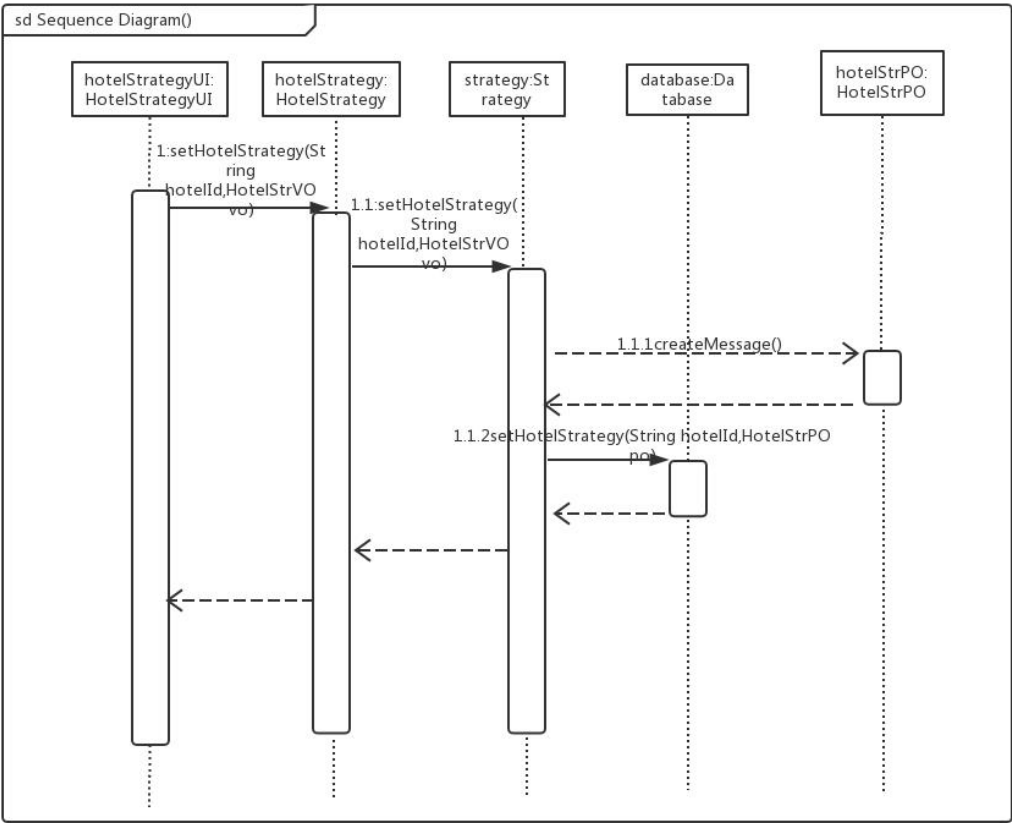 sd Sequence Diagram()
hotelStrategyUI:
HotelStrategyUI
hotelStrategy:
HotelStrategy
strategy:St
rategy
database:Da
tabase
hotelStrPO:
HotelStrPO
1:setHotelStrategy(St
ring
hotelId,HotelStrVO
vo)
1.1:setHotelStrategy(
String
hotelId,HotelStrVO
vo)
1.1.1createMessage()
1.1.2setHotelStrategy(String hotelId,HotelStrPO
po)